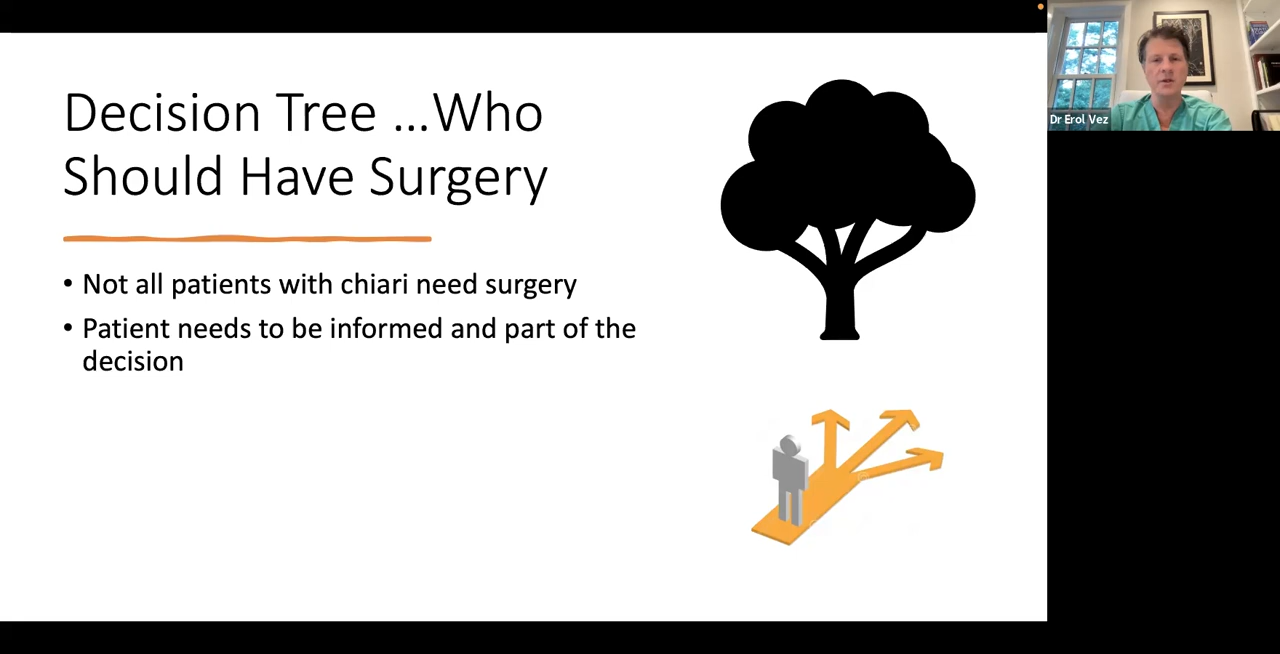 Decision Tree ...Who
Should Have Surgery
• Not all patients with chiari need surgery
• Patient needs to be informed and part of the
decision
Dr Erol Vez